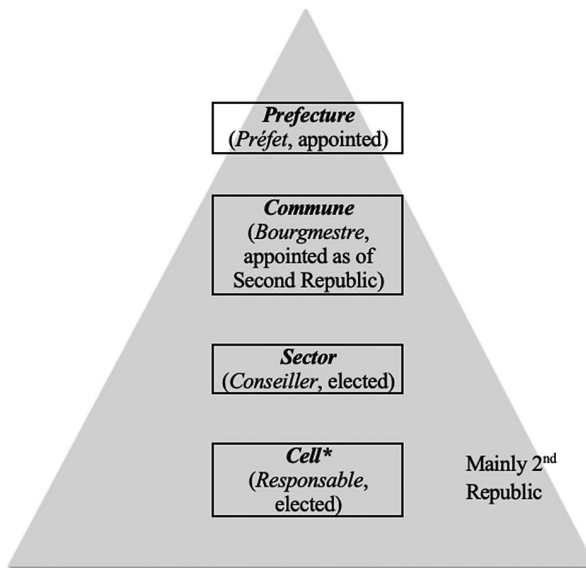 Prefecture
(Préfet, appointed)
Commune
(Bourgmestre,
appointed as of
Second Republic)
Sector
(Conseiller, elected)
Cell*
(Responsable,
elected)
Mainly 2nd
Republic